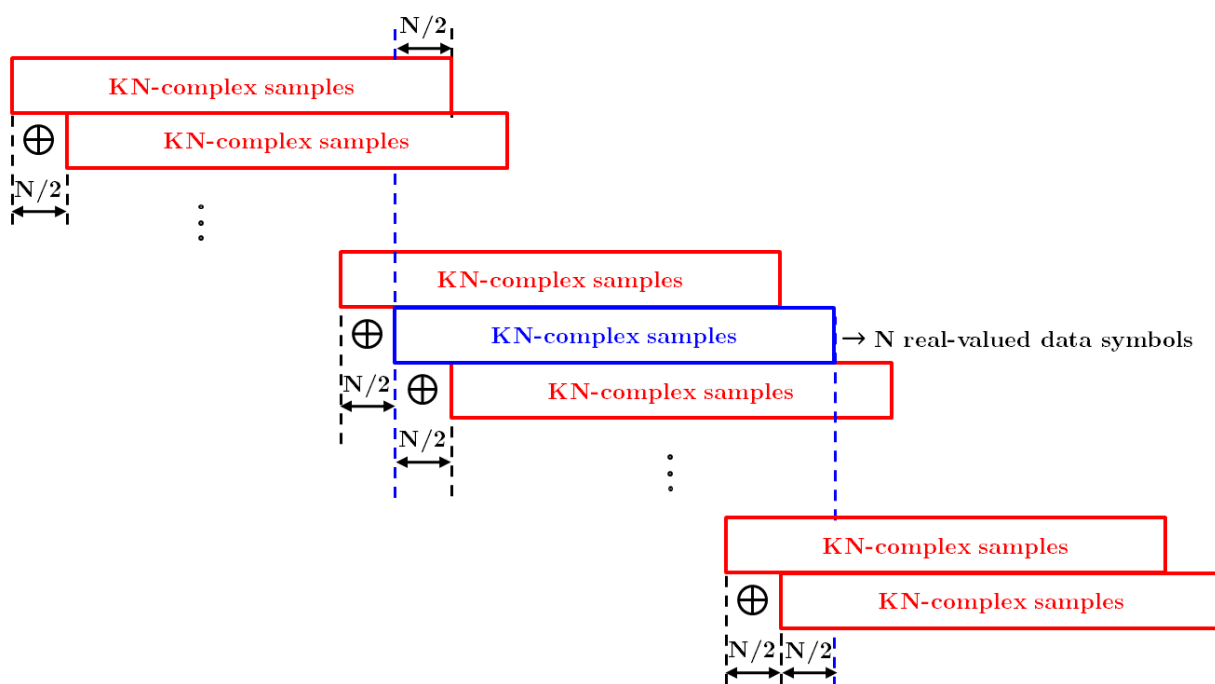 N/2
KN-complex samples
KN-complex samples
N/2
KN-complex samples
KN-complex samples
→ N real-valued data symbols
KN-complex samples
N/2
N/2
KN-complex samples
KN-complex samples
N/2
N/2